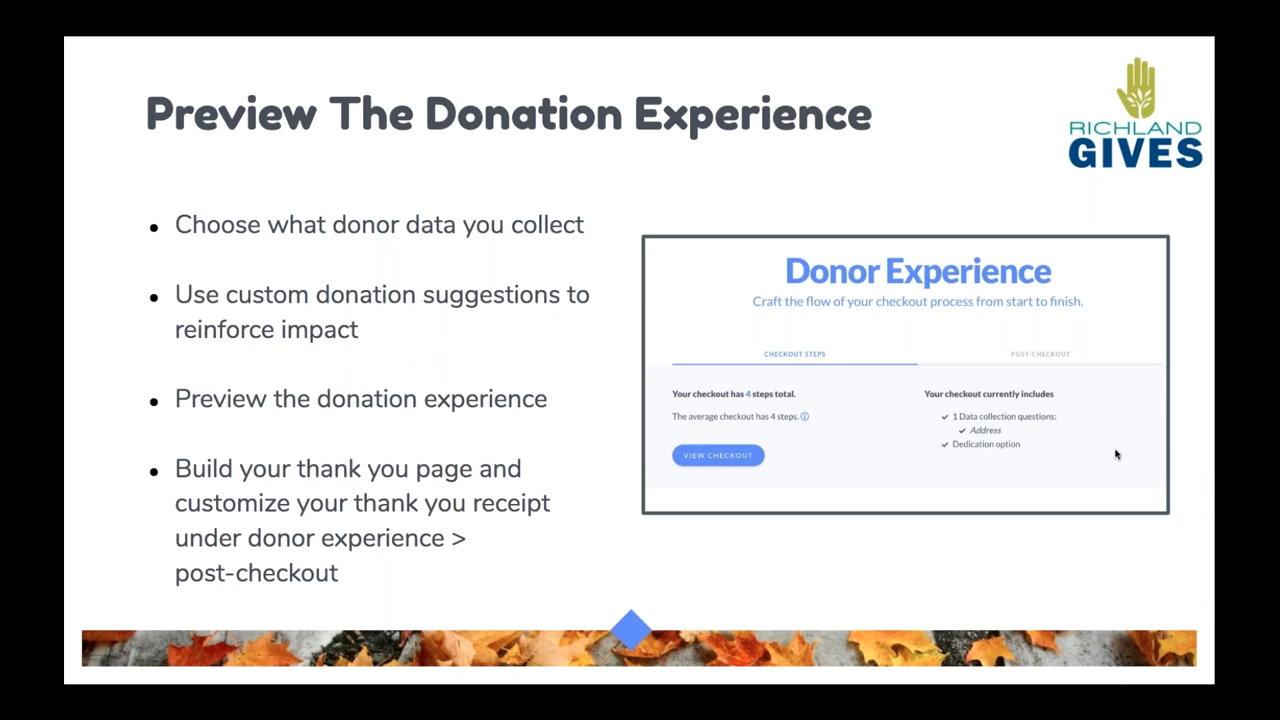 Preview The Donation Experience
RICHLAND
GIVES
• Choose what donor data you collect
• Use custom donation suggestions to
reinforce impact
• Preview the donation experience
• Build your thank you page and
customize your thank you receipt
under donor experience >
post-checkout
Donor Experience
Craft the flow of your checkout process from start to finish.
CHECKOUT STEPS
POST-CHECKOUT
Your checkout has 4 steps total.
The average checkout has 4 steps.
VIEW CHECKOUT
Your checkout currently includes
✓ 1 Data collection questions:
✓ Address
✓ Dedication option